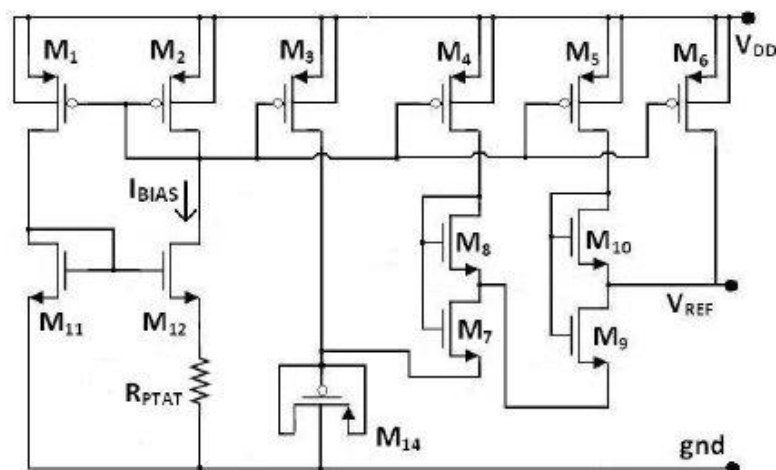 M1 M2 M3 M4 M5 M6 VDD
IBIAS
M8 M10
VREF
M11 M12 M7 M9
RPTAT
M14 gnd